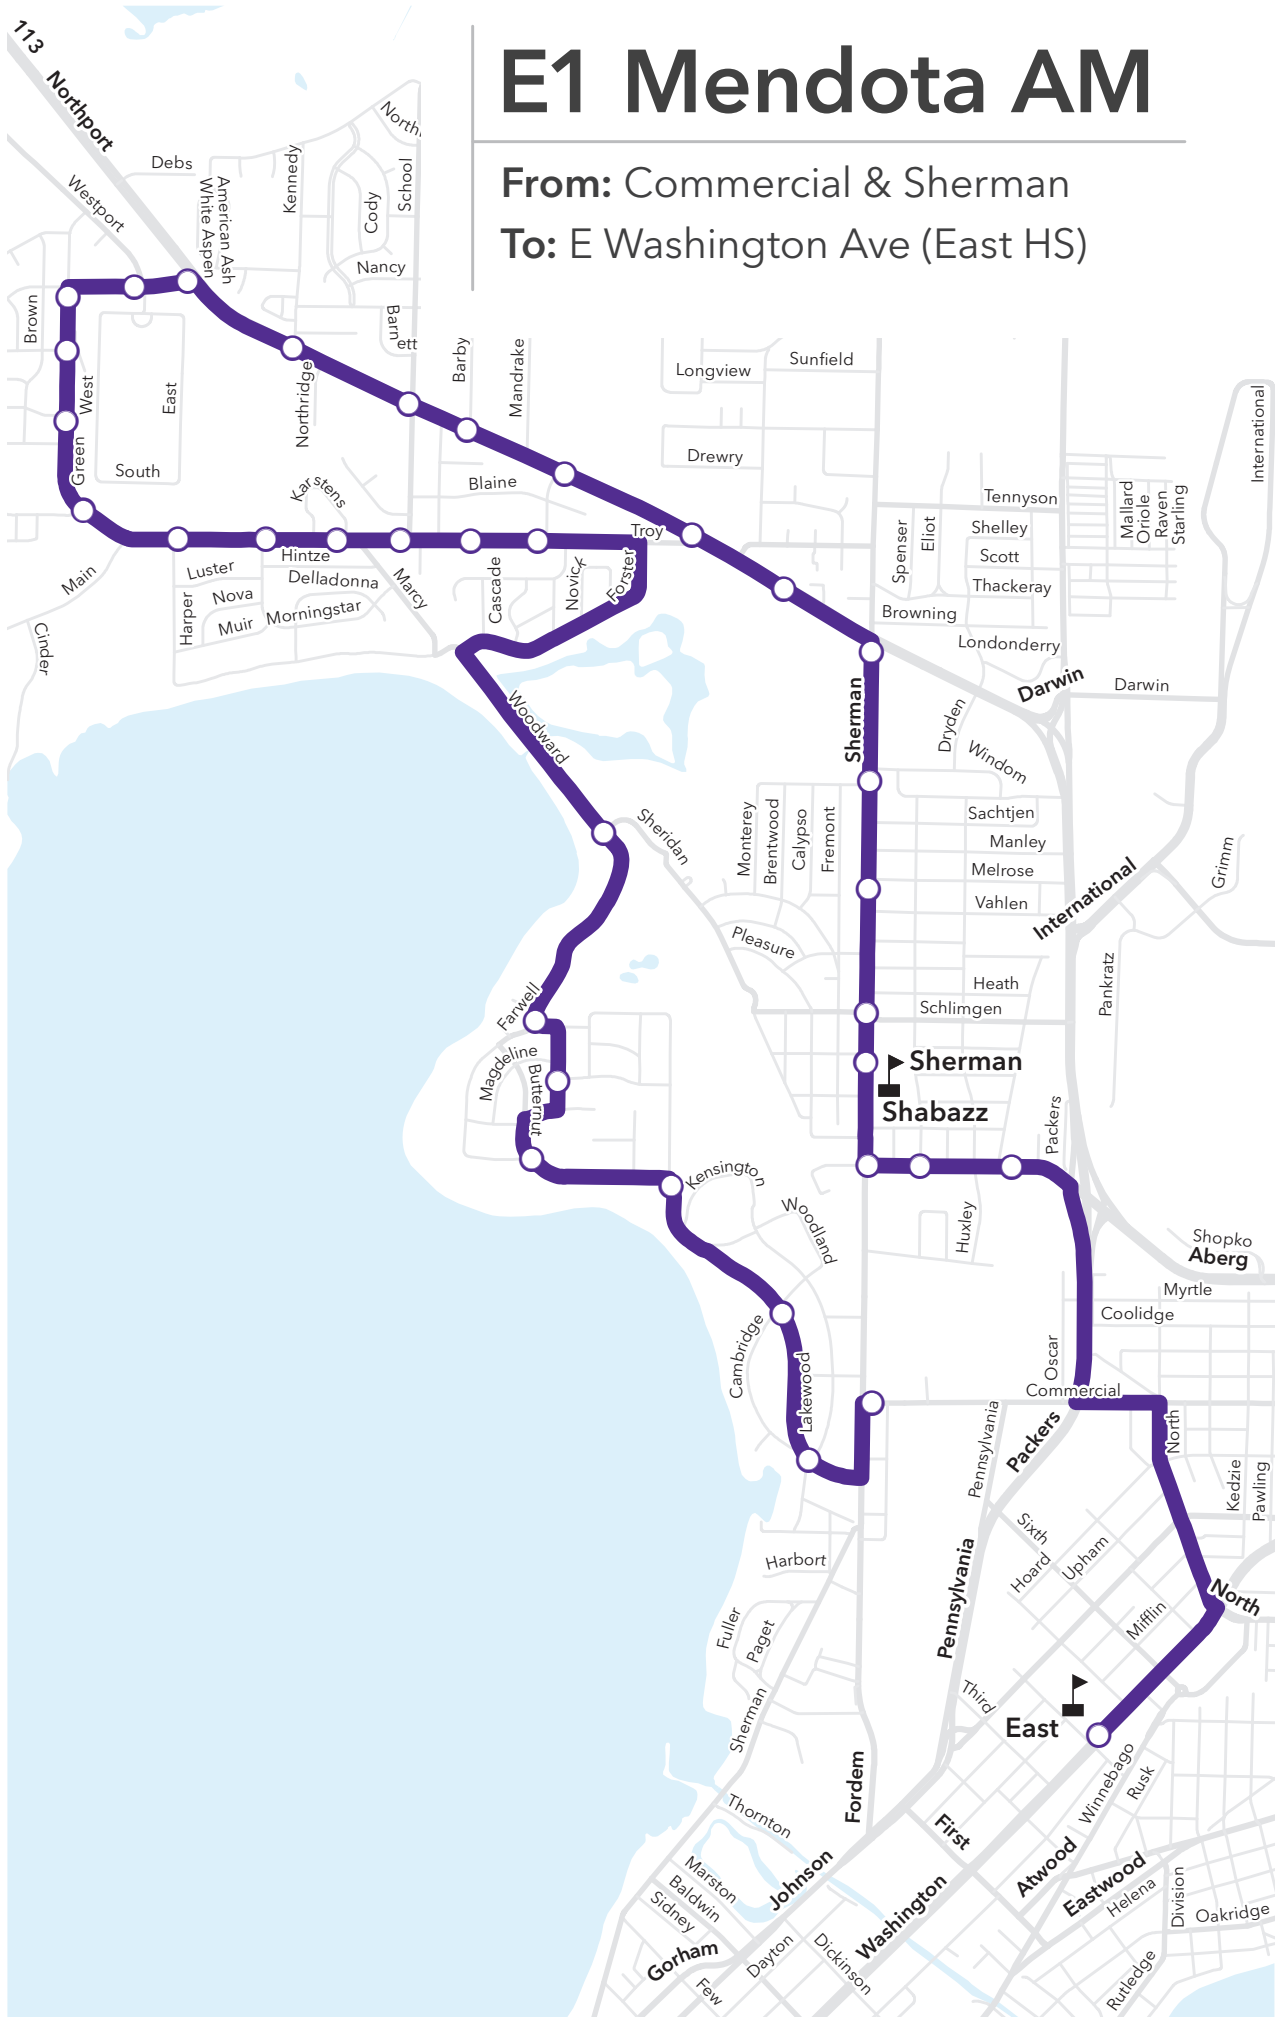 E1 Mendota AM
From: Commercial & Sherman
To: E Washington Ave (East HS)
113
Northport
Debs
Westport
American Ash
White Aspen
Kennedy
Cody
School
Nancy
Barnett
Brown
West
East
Green
South
Northridge
Barby
Mandrake
Karstens
Blaine
Troy
Longview
Sunfield
Drewry
Tennyson
Shelley
Scott
Thackeray
Spenser
Eliot
Browning
Londonderry
Mallard
Oriole
Raven
Starling
International
Hintze
Luster
Delladonna
Nova
Muir
Morningstar
Harper
Marcy
Cascade
Novick
Forster
Main
Cinder
Woodward
Sherman
Darwin
Darwin
Dryden
Windom
Sachtjen
Manley
Melrose
Vahlen
International
Grimm
Sheridan
Monterey
Brentwood
Calypso
Fremont
Pleasure
Heath
Schlimgen
Pankratz
Farwell
Magdeline
Butternut
Sherman
Shabazz
Packers
Kensington
Woodland
Huxley
Shopko
Aberg
Myrtle
Coolidge
Oscar
Commercial
Cambridge
Lakewood
Pennsylvania
Packers
North
Kedzie
Pawling
Sixth
Hoard
Upham
Harbort
Pennsylvania
Mifflin
North
Fuller
Paget
Sherman
Third
East
Fordem
Winnebago
Rusk
Thornton
First
Atwood
Eastwood
Helena
Division
Oakridge
Marston
Baldwin
Sidney
Johnson
Washington
Gorham
Dayton
Dickinson
Few
Rutledge